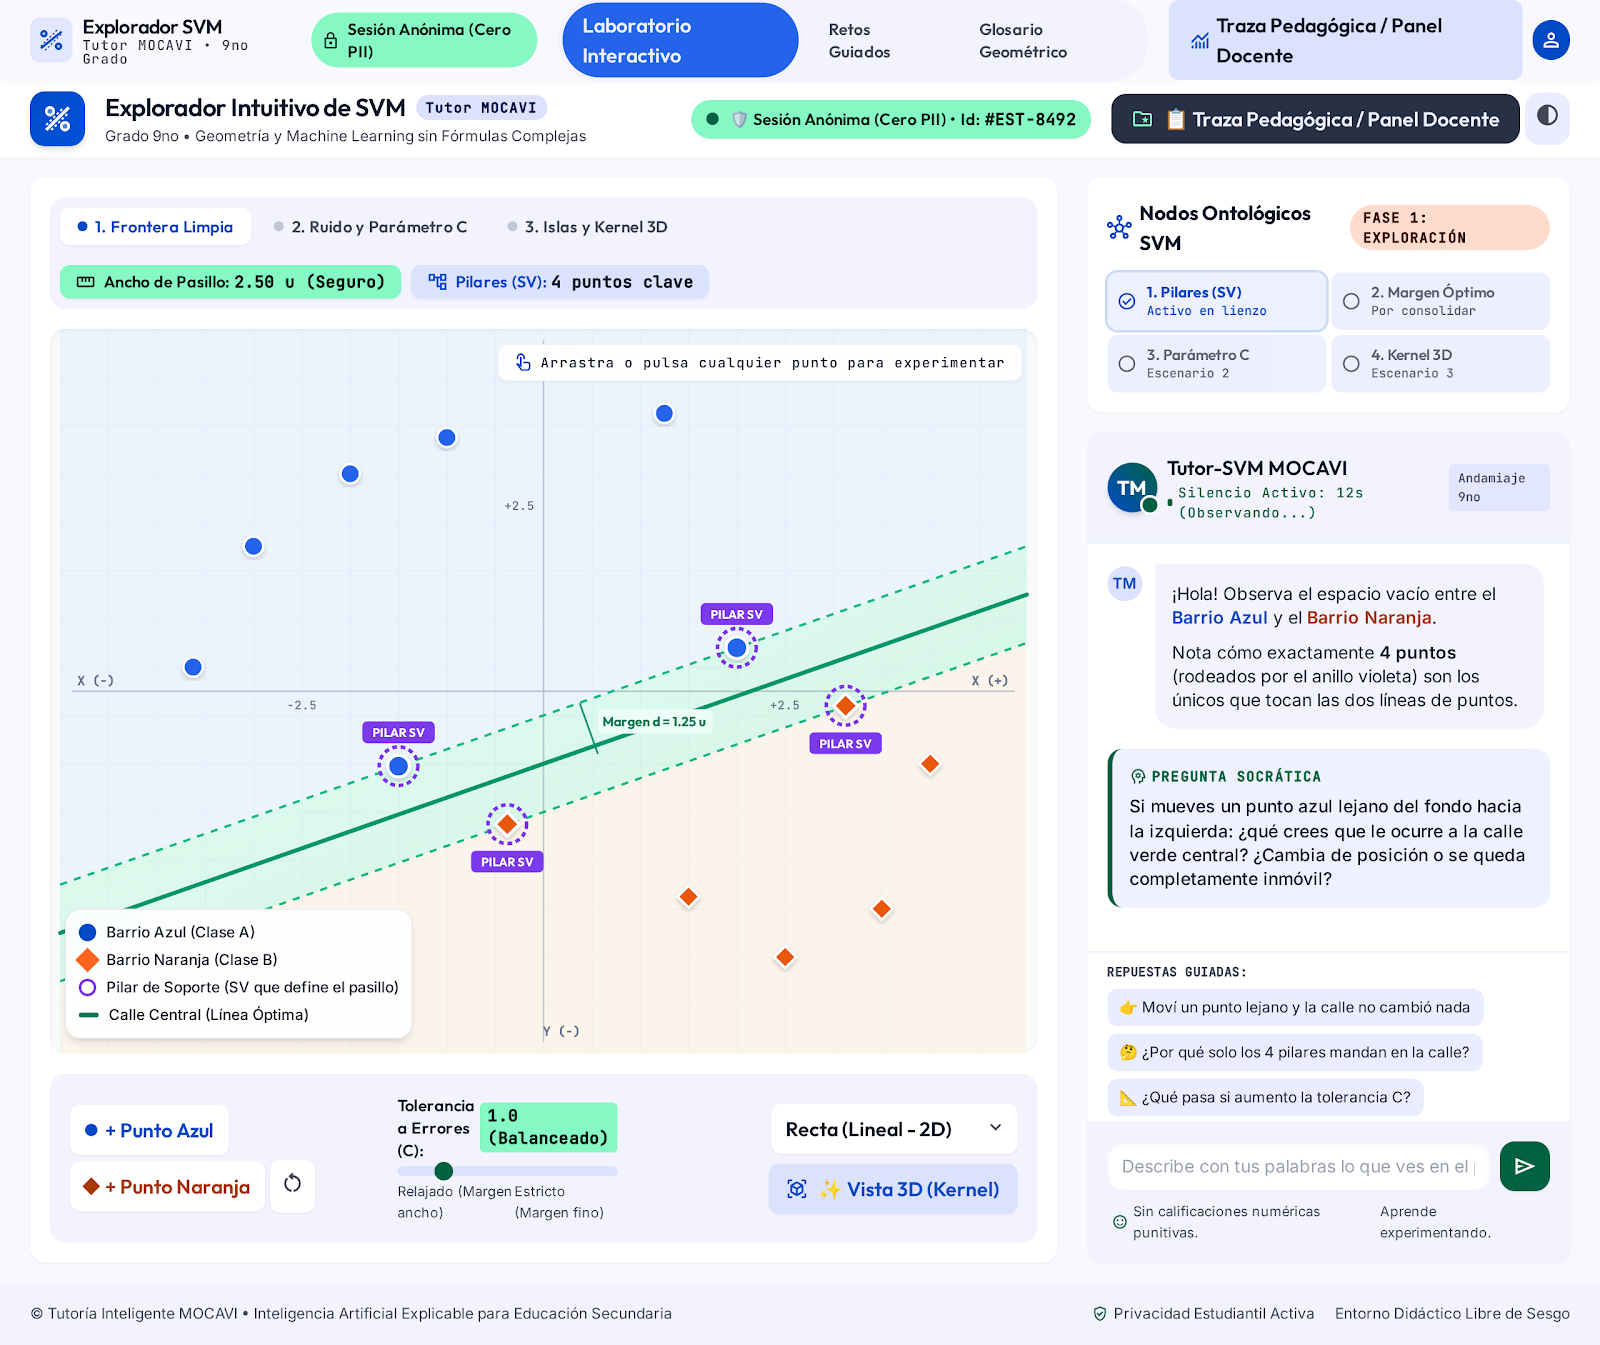 Explorador SVM
Tutor MOCAVI • 9no
Grado
Sesión Anónima (Cero
PII)
Laboratorio
Interactivo
Retos
Guiados
Glosario
Geométrico
Traza Pedagógica / Panel
Docente
Explorador Intuitivo de SVM
Tutor MOCAVI
Grado 9no • Geometría y Machine Learning sin Fórmulas Complejas
🛡️ Sesión Anónima (Cero PII) • Id: #EST-8492
📋 Traza Pedagógica / Panel Docente
1. Frontera Limpia
2. Ruido y Parámetro C
3. Islas y Kernel 3D
Ancho de Pasillo: 2.50 u (Seguro)
Pilares (SV): 4 puntos clave
Arrastra o pulsa cualquier punto para experimentar
+2.5
PILAR SV
X (-)
X (+)
-2.5
+2.5
Margen d = 1.25 u
PILAR SV
PILAR SV
PILAR SV
Barrio Azul (Clase A)
Barrio Naranja (Clase B)
Pilar de Soporte (SV que define el pasillo)
Calle Central (Línea Óptima)
Y (-)
+ Punto Azul
+ Punto Naranja
Tolerancia
a Errores
(C):
1.0
(Balanceado)
Relajado (Margen
ancho)
Estricto
(Margen fino)
Recta (Lineal - 2D)
✨ Vista 3D (Kernel)
Nodos Ontológicos
SVM
FASE 1:
EXPLORACIÓN
1. Pilares (SV)
Activo en lienzo
2. Margen Óptimo
Por consolidar
3. Parámetro C
Escenario 2
4. Kernel 3D
Escenario 3
TM
Tutor-SVM MOCAVI
Silencio Activo: 12s
(Observando...)
Andamiaje
9no
TM
¡Hola! Observa el espacio vacío entre el
Barrio Azul y el Barrio Naranja.
Nota cómo exactamente 4 puntos
(rodeados por el anillo violeta) son los
únicos que tocan las dos líneas de puntos.
PREGUNTA SOCRÁTICA
Si mueves un punto azul lejano del fondo hacia
la izquierda: ¿qué crees que le ocurre a la calle
verde central? ¿Cambia de posición o se queda
completamente inmóvil?
REPUESTAS GUIADAS:
👉 Moví un punto lejano y la calle no cambió nada
🤔 ¿Por qué solo los 4 pilares mandan en la calle?
📐 ¿Qué pasa si aumento la tolerancia C?
Describe con tus palabras lo que ves en el
Sin calificaciones numéricas
punitivas.
Aprende
experimentando.
© Tutoría Inteligente MOCAVI • Inteligencia Artificial Explicable para Educación Secundaria
Privacidad Estudiantil Activa
Entorno Didáctico Libre de Sesgo